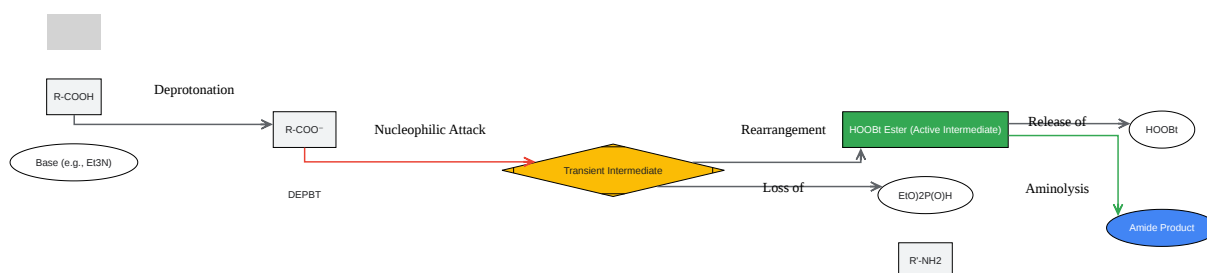 R-COOH
Base (e.g., Et3N)
Deprotonation
R-COO⁻
DEPBT
Nucleophilic Attack
Transient Intermediate
Rearrangement
Loss of
HOOBt Ester (Active Intermediate)
EtO)2P(O)H
R'-NH2
Release of
Aminolysis
HOOBt
Amide Product